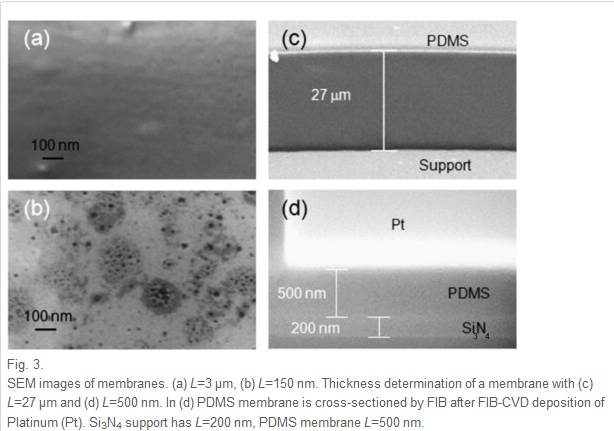 (a)
100 nm
(c)
PDMS
27 μm
Support
(b)
100 nm
(d)
Pt
500 nm
PDMS
200 nm
Si3N4
Fig. 3.
SEM images of membranes. (a) L=3 μm, (b) L=150 nm. Thickness determination of a membrane with (c)
L=27 μm and (d) L=500 nm. In (d) PDMS membrane is cross-sectioned by FIB after FIB-CVD deposition of
Platinum (Pt). Si3N4 support has L=200 nm, PDMS membrane L=500 nm.